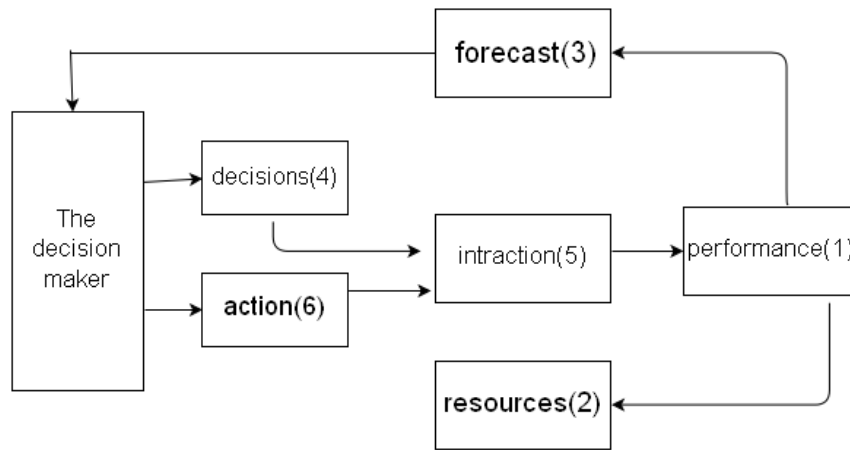 forecast(3)
The
decision
maker
decisions(4)
intraction(5)
performance(1)
action(6)
resources(2)